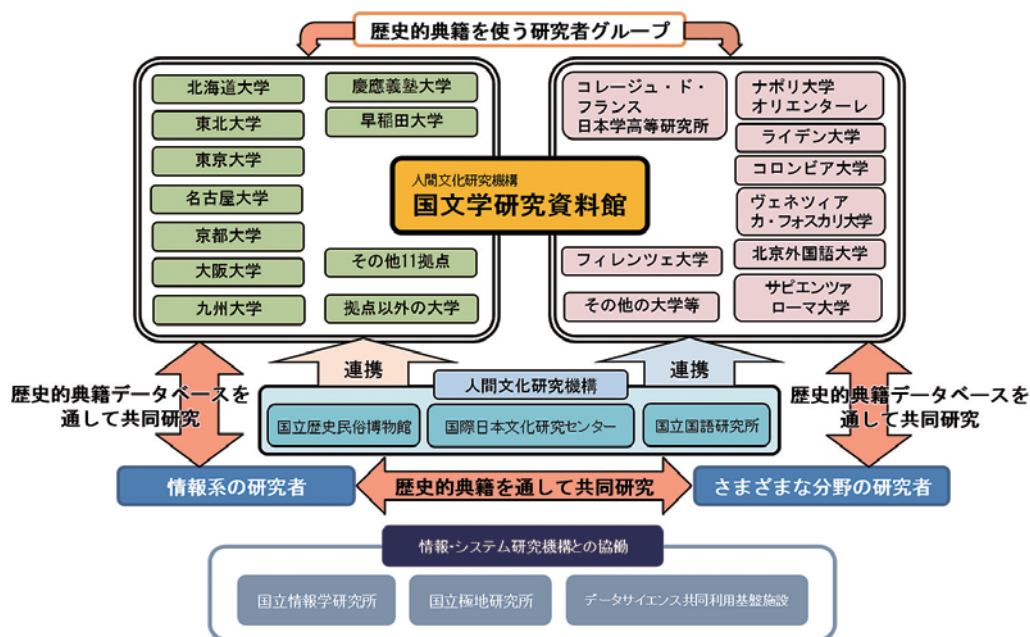 歴史的典籍を使う研究者グループ
北海道大学
東北大学
東京大学
名古屋大学
京都大学
大阪大学
九州大学
慶應義塾大学
早稲田大学
その他11拠点
拠点以外の大学
人間文化研究機構
国文学研究資料館
コレージュ・ド・
フランス
日本学高等研究所
フィレンツェ大学
その他の大学等
ナポリ大学
オリエンターレ
ライデン大学
コロンビア大学
ヴェネツィア
カ・フォスカリ大学
北京外国語大学
サピエンツァ
ローマ大学
連携
連携
歴史的典籍データベースを
通して共同研究
人間文化研究機構
国立歴史民俗博物館
国際日本文化研究センター
国立国語研究所
歴史的典籍データベースを
通して共同研究
情報系の研究者
歴史的典籍を通して共同研究
さまざまな分野の研究者
情報・システム研究機構との協働
国立情報学研究所
国立極地研究所
データサイエンス共同利用基盤施設